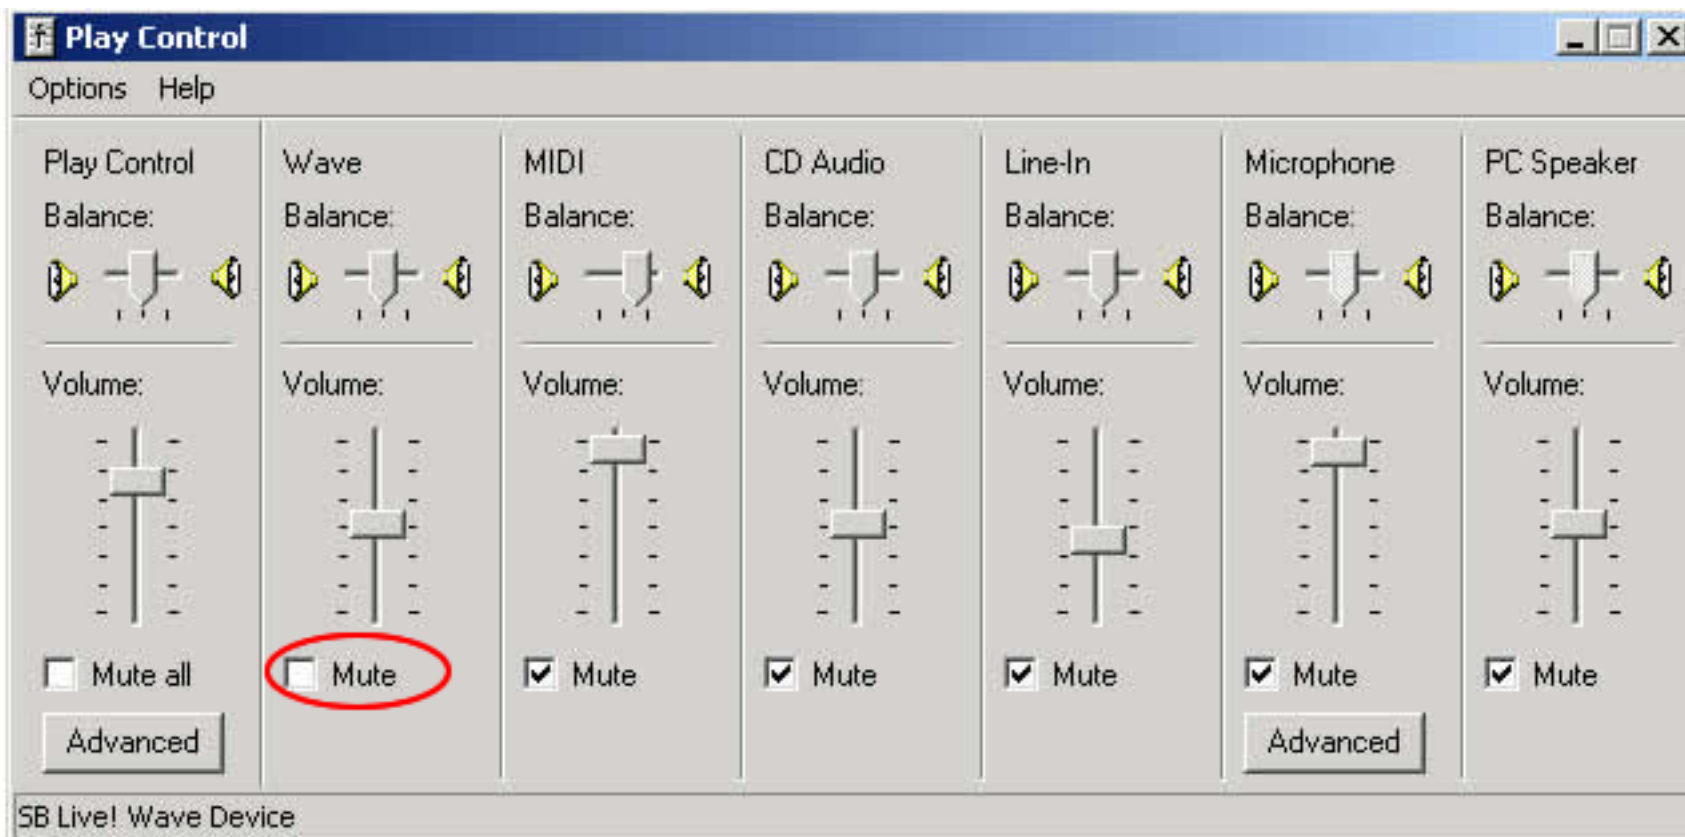 Play Control
Options Help
Play Control Wave MIDI CD Audio Line-In Microphone PC Speaker
Balance: Balance: Balance: Balance: Balance: Balance: Balance:
Volume: Volume: Volume: Volume: Volume: Volume: Volume:
Mute all Mute Mute Mute Mute Mute Mute
Advanced Advanced
SB Live! Wave Device